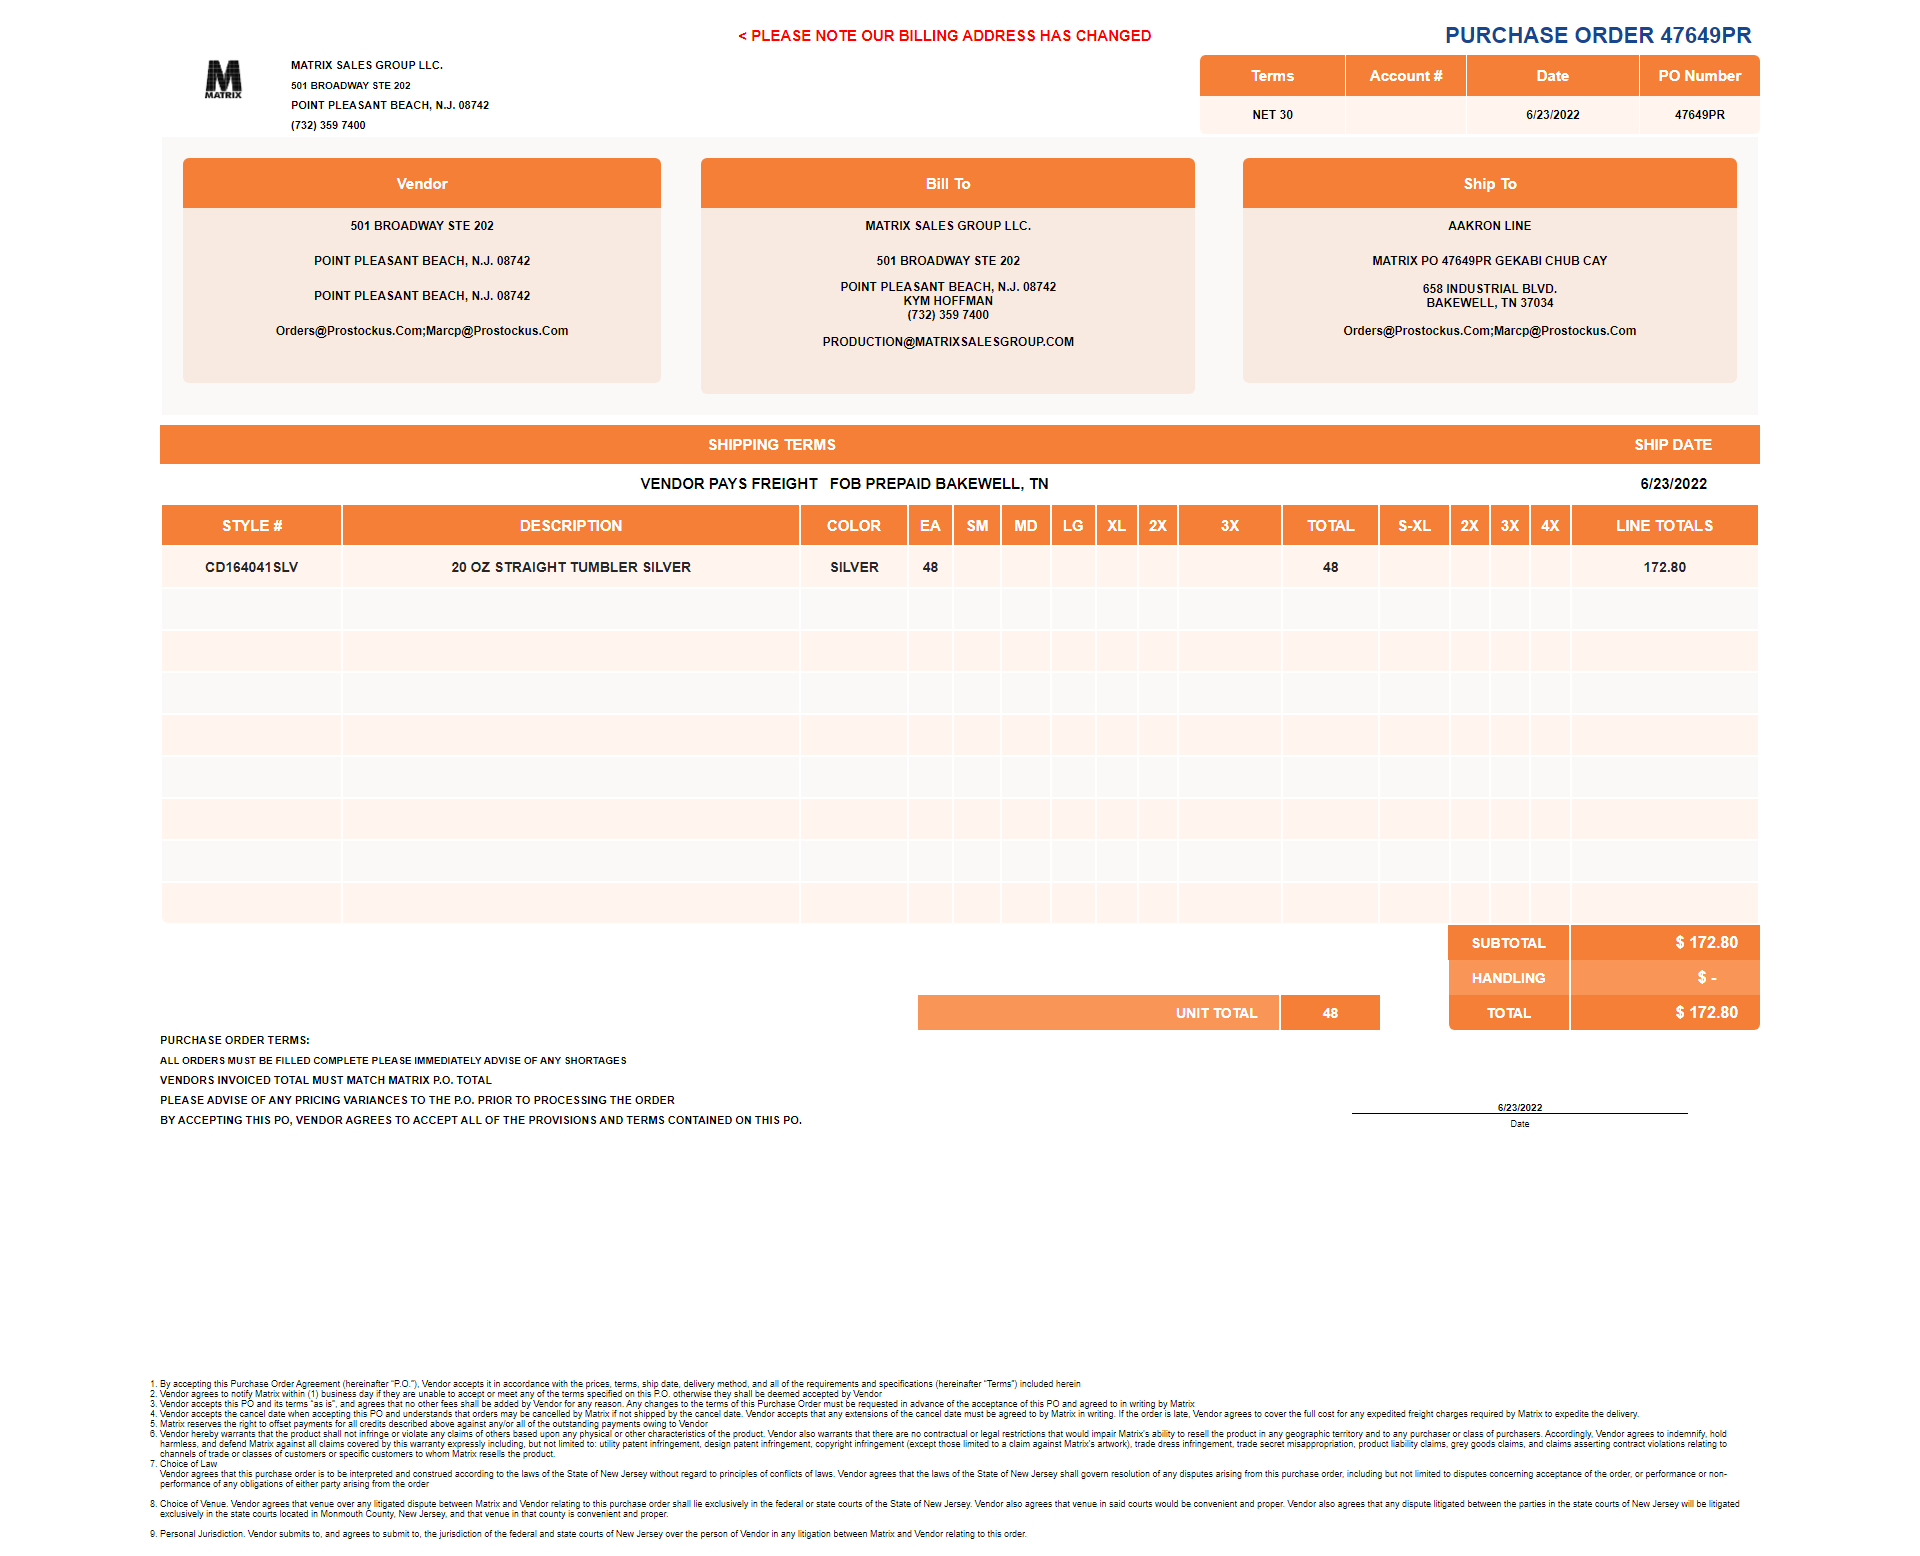 < PLEASE NOTE OUR BILLING ADDRESS HAS CHANGED
PURCHASE ORDER 47649PR
MATRIX
MATRIX SALES GROUP LLC.
501 BROADWAY STE 202
POINT PLEASANT BEACH, N.J. 08742
(732) 359 7400
Terms Account # Date PO Number
NET 30 6/23/2022 47649PR
Vendor
501 BROADWAY STE 202
POINT PLEASANT BEACH, N.J. 08742
POINT PLEASANT BEACH, N.J. 08742
Orders@Prostockus.Com;Marcp@Prostockus.Com
Bill To
MATRIX SALES GROUP LLC.
501 BROADWAY STE 202
POINT PLEASANT BEACH, N.J. 08742
KYM HOFFMAN
(732) 359 7400
PRODUCTION@MATRIXSALESGROUP.COM
Ship To
AAKRON LINE
MATRIX PO 47649PR GEKABI CHUB CAY
658 INDUSTRIAL BLVD.
BAKEWELL, TN 37034
Orders@Prostockus.Com;Marcp@Prostockus.Com
SHIPPING TERMS SHIP DATE
VENDOR PAYS FREIGHT FOB PREPAID BAKEWELL, TN 6/23/2022
STYLE # DESCRIPTION COLOR EA SM MD LG XL 2X 3X TOTAL S-XL 2X 3X 4X LINE TOTALS
CD164041SLV 20 OZ STRAIGHT TUMBLER SILVER SILVER 48 48 172.80
SUBTOTAL $ 172.80
HANDLING $ -
UNIT TOTAL 48 TOTAL $ 172.80
PURCHASE ORDER TERMS:
ALL ORDERS MUST BE FILLED COMPLETE PLEASE IMMEDIATELY ADVISE OF ANY SHORTAGES
VENDORS INVOICED TOTAL MUST MATCH MATRIX P.O. TOTAL
PLEASE ADVISE OF ANY PRICING VARIANCES TO THE P.O. PRIOR TO PROCESSING THE ORDER
BY ACCEPTING THIS PO, VENDOR AGREES TO ACCEPT ALL OF THE PROVISIONS AND TERMS CONTAINED ON THIS PO.
6/23/2022
Date
1. By accepting this Purchase Order Agreement (hereinafter “P.O.”), Vendor accepts it in accordance with the prices, terms, ship date, delivery method, and all of the requirements and specifications (hereinafter “Terms”) included herein
2. Vendor agrees to notify Matrix within (1) business day if they are unable to accept or meet any of the terms specified on this P.O. otherwise they shall be deemed accepted by Vendor
3. Vendor accepts this PO and its terms “as is”, and agrees that no other fees shall be added by Vendor for any reason. Any changes to the terms of this Purchase Order must be requested in advance of the acceptance of this PO and agreed to in writing by Matrix
4. Vendor accepts the cancel date when accepting this PO and understands that orders may be cancelled by Matrix if not shipped by the cancel date. Vendor accepts that any extensions of the cancel date must be agreed to by Matrix in writing. If the order is late, Vendor agrees to cover the full cost for any expedited freight charges required by Matrix to expedite the delivery.
5. Matrix reserves the right to offset payments for all credits described above against any/or all of the outstanding payments owing to Vendor
6. Vendor hereby warrants that the product shall not infringe or violate any claims of others based upon any physical or other characteristics of the product. Vendor also warrants that there are no contractual or legal restrictions that would impair Matrix's ability to resell the product in any geographic territory and to any purchaser or class of purchasers. Accordingly, Vendor agrees to indemnify, hold
harmless, and defend Matrix against all claims covered by this warranty expressly including, but not limited to: utility patent infringement, design patent infringement, copyright infringement (except those limited to a claim against Matrix's artwork), trade dress infringement, trade secret misappropriation, product liability claims, grey goods claims, and claims asserting contract violations relating to
channels of trade or classes of customers or specific customers to whom Matrix resells the product.
7. Choice of Law
Vendor agrees that this purchase order is to be interpreted and construed according to the laws of the State of New Jersey without regard to principles of conflicts of laws. Vendor agrees that the laws of the State of New Jersey shall govern resolution of any disputes arising from this purchase order, including but not limited to disputes concerning acceptance of the order, or performance or non-
performance of any obligations of either party arising from the order
8. Choice of Venue. Vendor agrees that venue over any litigated dispute between Matrix and Vendor relating to this purchase order shall lie exclusively in the federal or state courts of the State of New Jersey. Vendor also agrees that venue in said courts would be convenient and proper. Vendor also agrees that any dispute litigated between the parties in the state courts of New Jersey will be litigated
exclusively in the state courts located in Monmouth County, New Jersey, and that venue in that county is convenient and proper.
9. Personal Jurisdiction. Vendor submits to, and agrees to submit to, the jurisdiction of the federal and state courts of New Jersey over the person of Vendor in any litigation between Matrix and Vendor relating to this order.